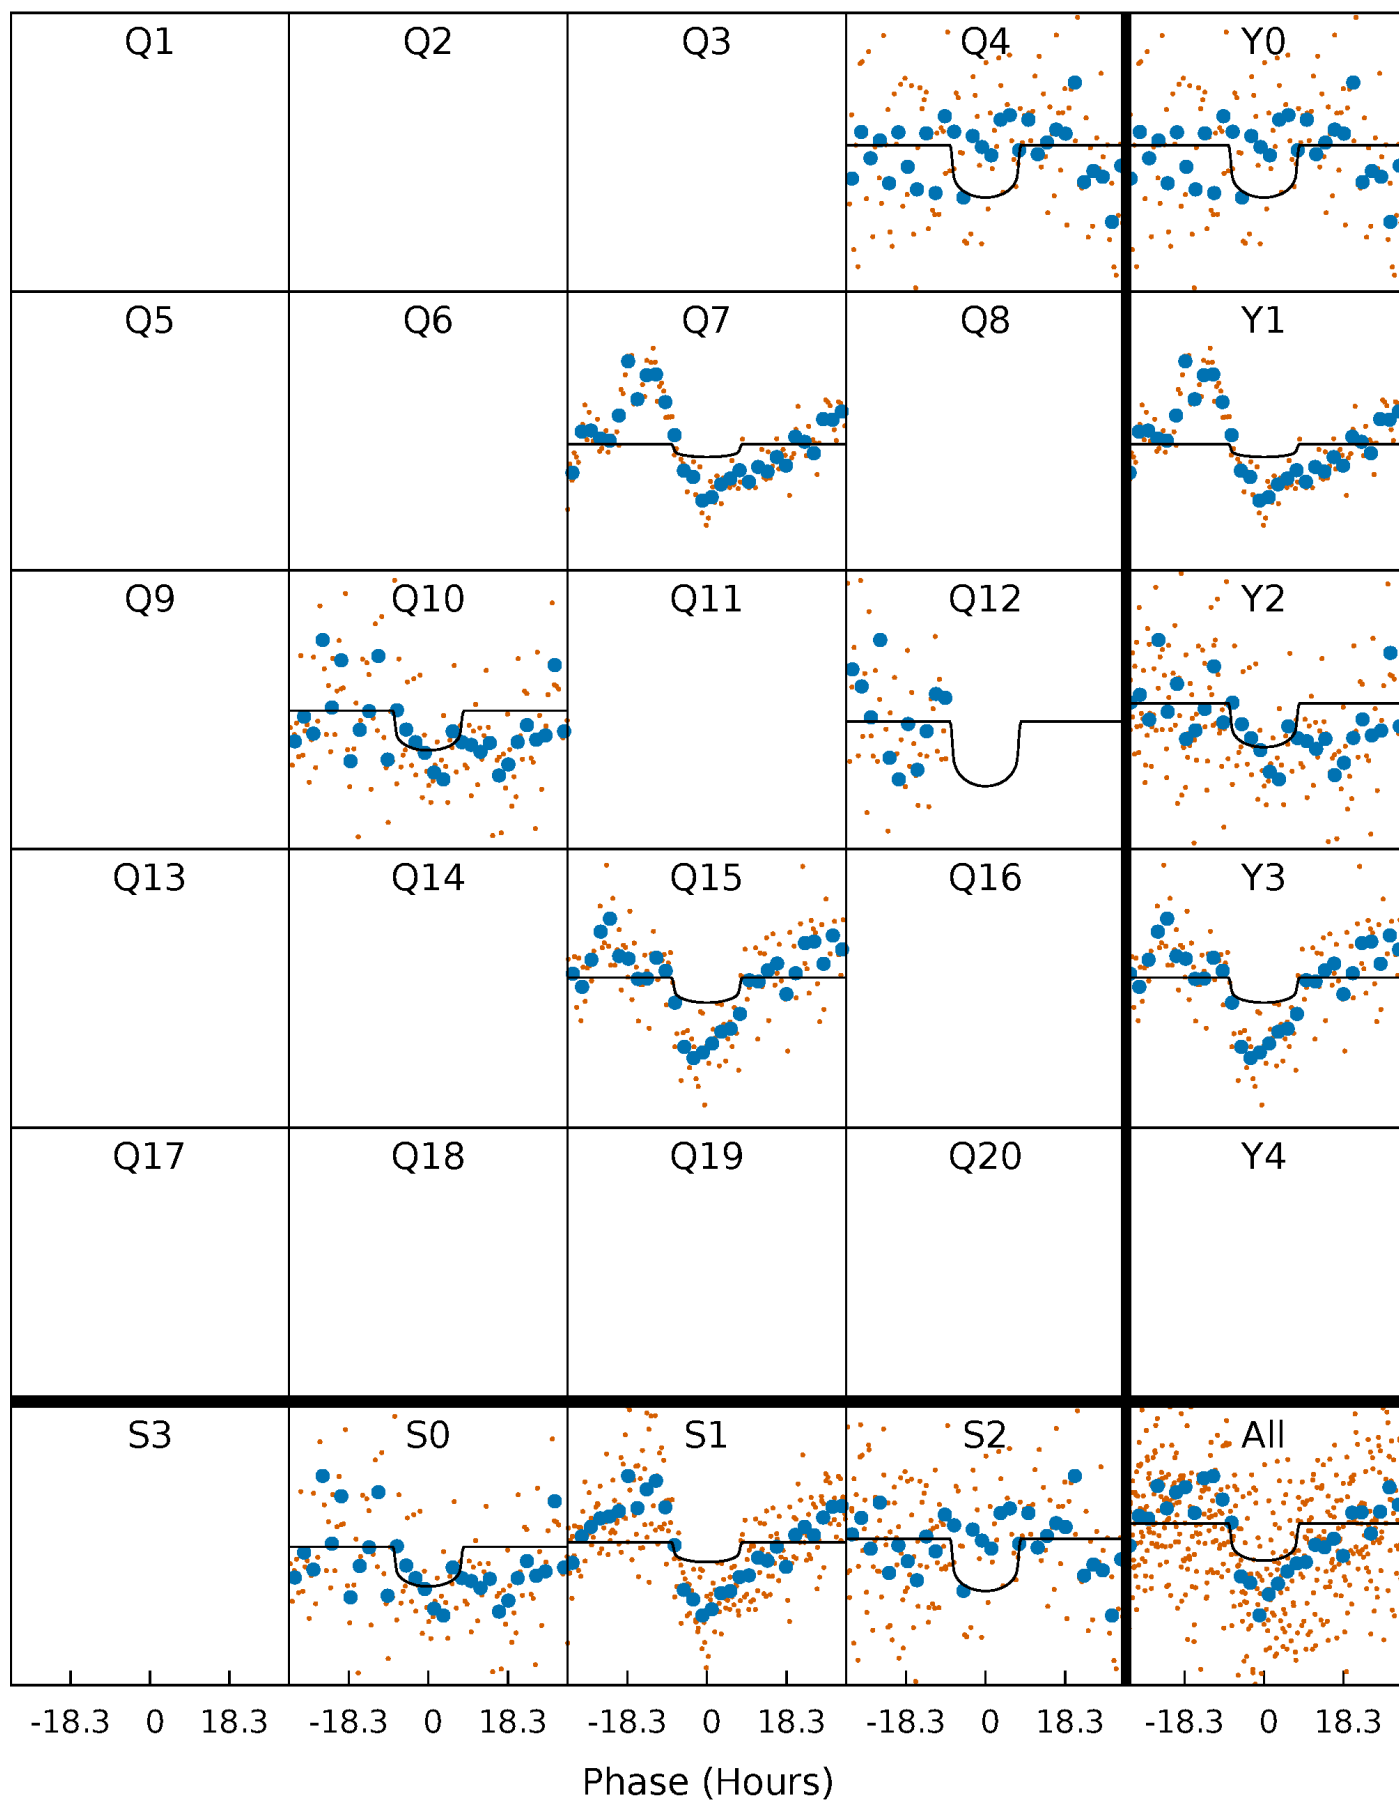 Q1 Q2 Q3 Q4 Y0
Q5 Q6 Q7 Q8 Y1
Q9 Q10 Q11 Q12 Y2
Q13 Q14 Q15 Q16 Y3
Q17 Q18 Q19 Q20 Y4
S3 S0 S1 S2 All
-18.3 0 18.3 -18.3 0 18.3 -18.3 0 18.3 -18.3 0 18.3 -18.3 0 18.3
Phase (Hours)